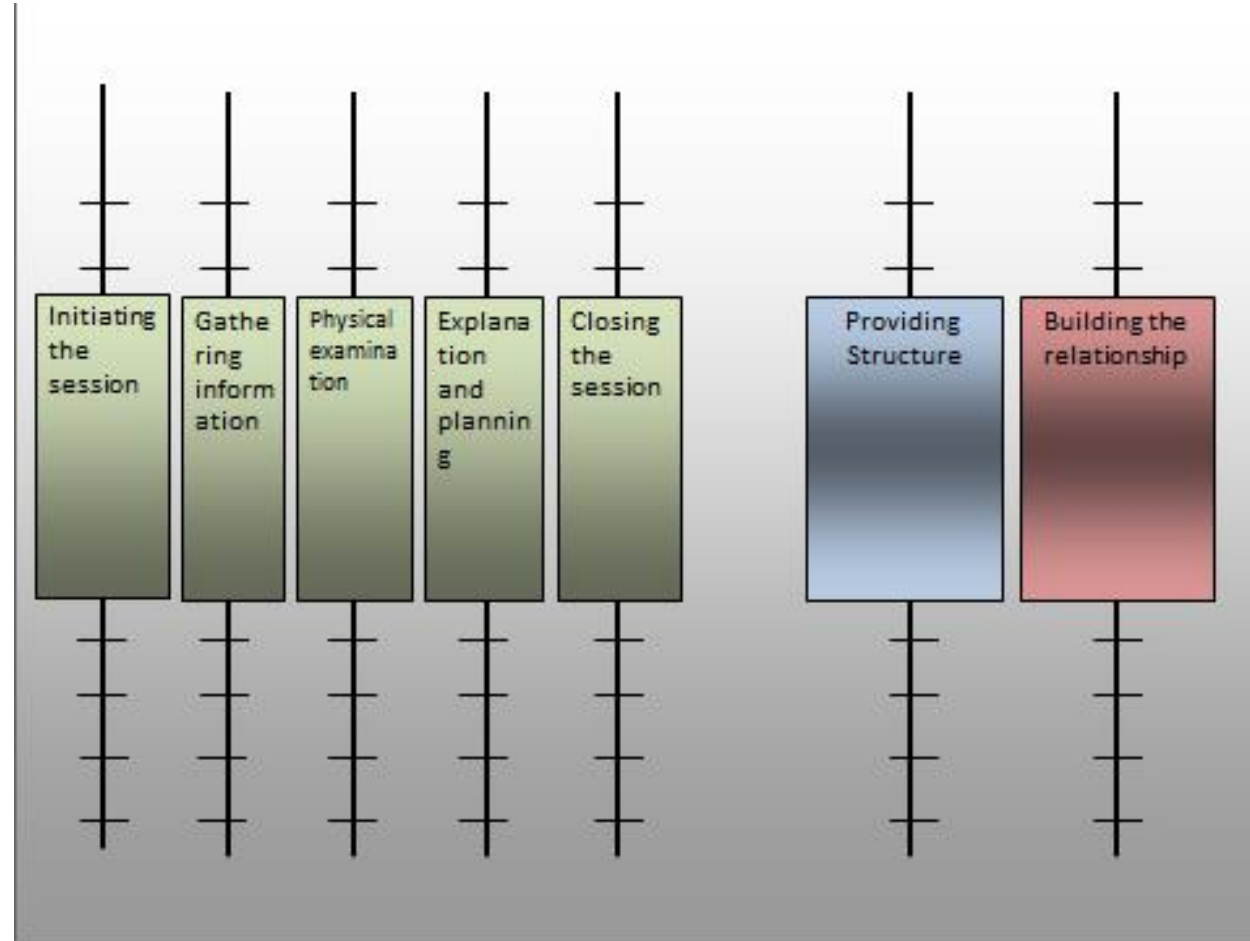 Initiating
the
session
Gathe
ring
inform
ation
Physical
examina
tion
Explana
tion
and
plannin
g
Closing
the
session
Providing
Structure
Building the
relationship